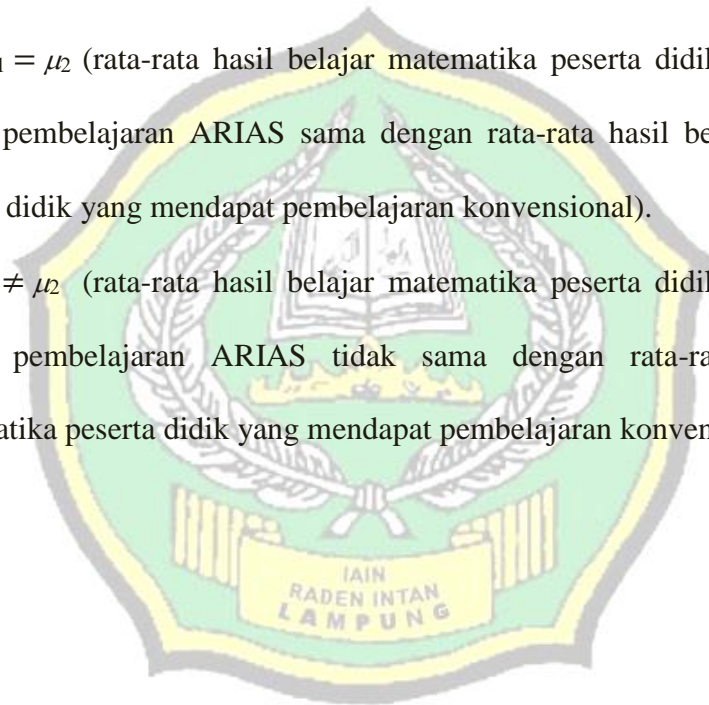 ₁ = μ₂ (rata-rata hasil belajar matematika peserta didik
pembelajaran ARIAS sama dengan rata-rata hasil be
didik yang mendapat pembelajaran konvensional).
≠ μ₂ (rata-rata hasil belajar matematika peserta didik
pembelajaran ARIAS tidak sama dengan rata-ra
atika peserta didik yang mendapat pembelajaran konven
IAIN
RADEN INTAN
LAMPUNG